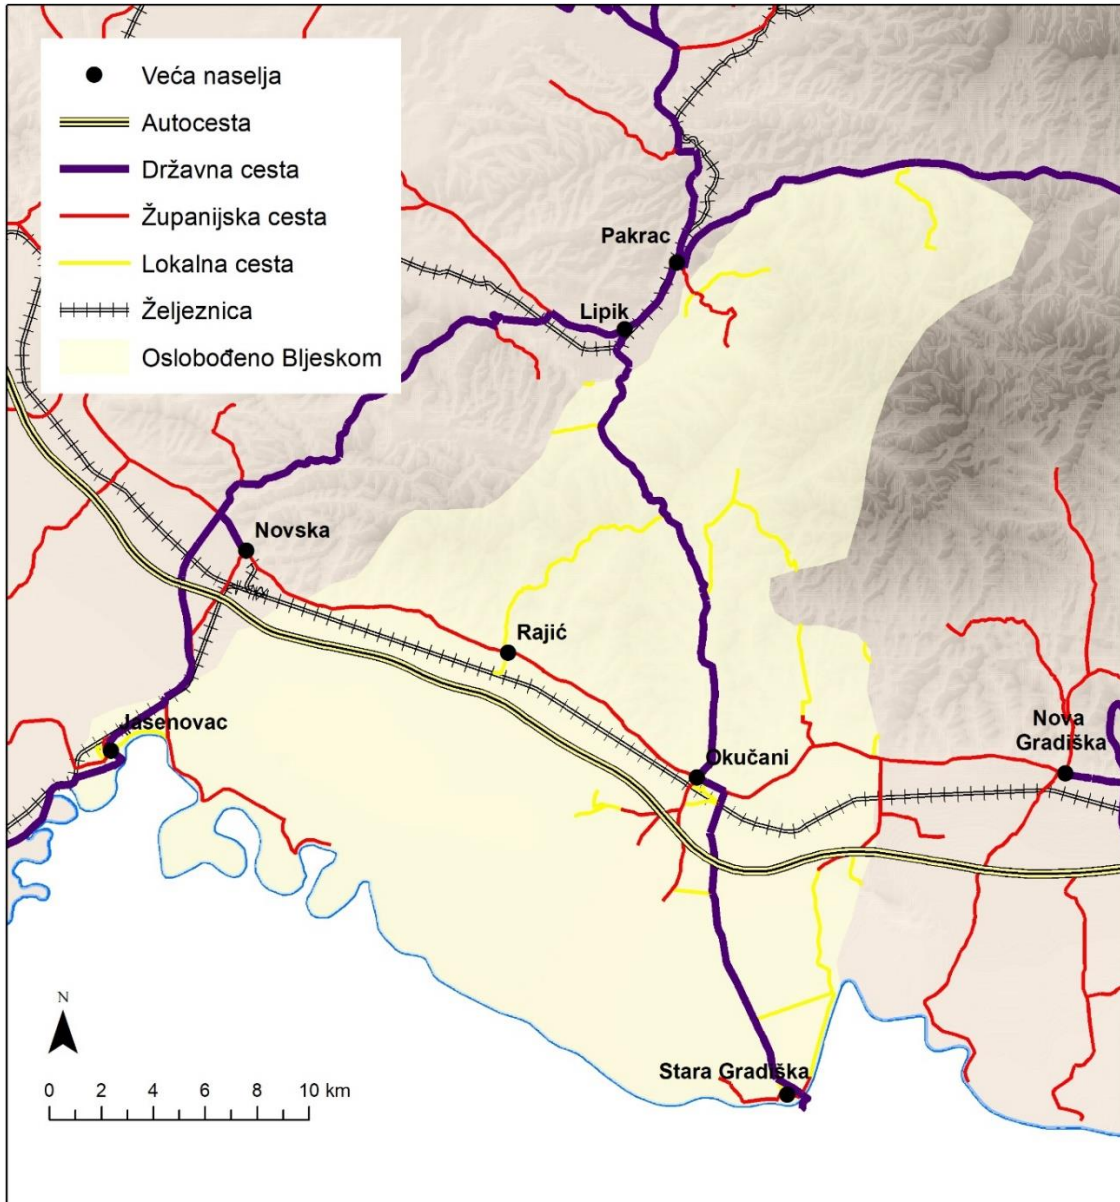 Veća naselja
Autocesta
Državna cesta
Županijska cesta
Lokalna cesta
Željeznica
Oslobođeno Bljeskom
Pakrac
Lipik
Novska
Rajić
Jasenovac
Okučani
Nova
Gradiška
Stara Gradiška
N
0 2 4 6 8 10 km